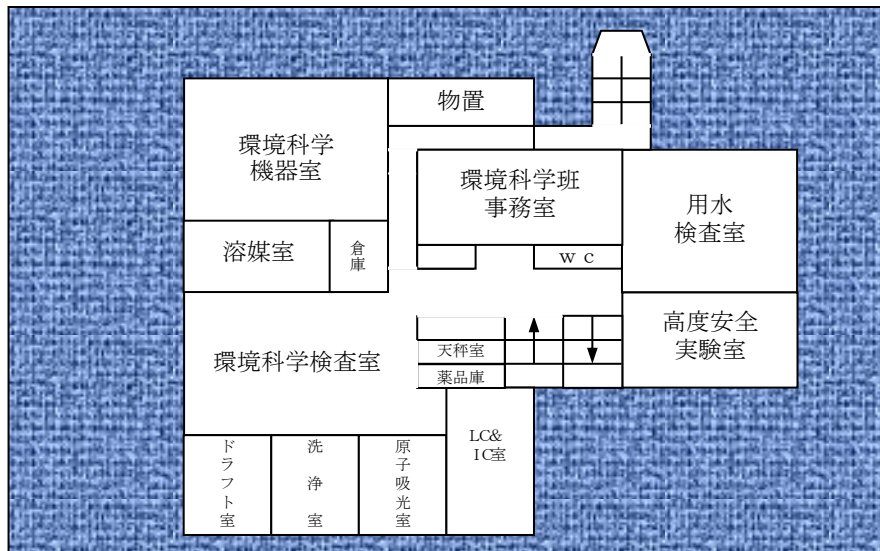 物置
環境科学
機器室
環境科学班
事務室
用水
検査室
溶媒室
倉庫
WC
高度安全
実験室
天秤室
環境科学検査室
薬品庫
LC&
IC室
ドラフト室
洗浄室
原子吸光室